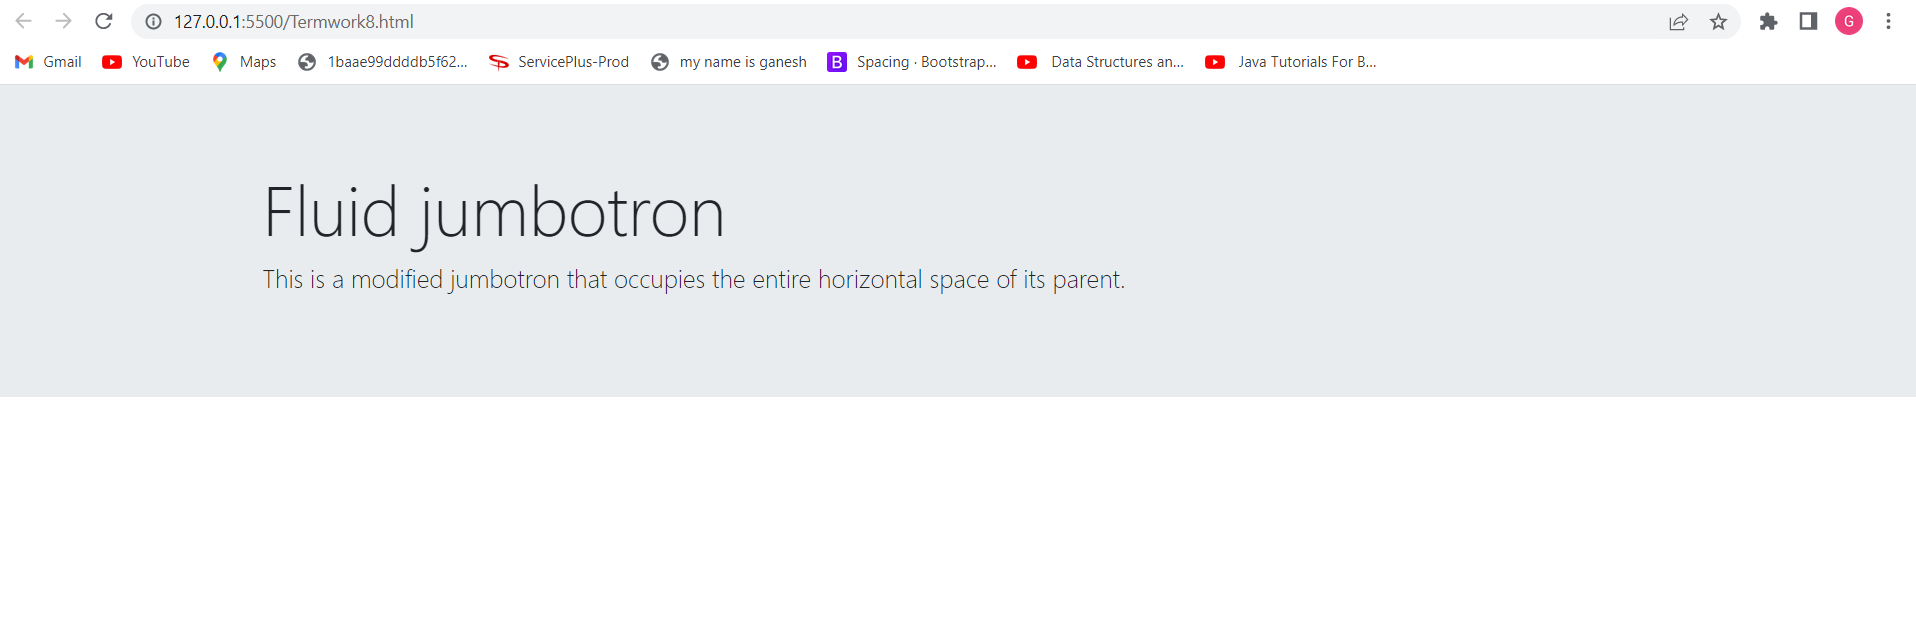 127.0.0.1:5500/Termwork8.html G
Gmail YouTube Maps 1baae99ddddb5f62... ServicePlus-Prod my name is ganesh B Spacing · Bootstrap... Data Structures an... Java Tutorials For B...
Fluid jumbotron
This is a modified jumbotron that occupies the entire horizontal space of its parent.